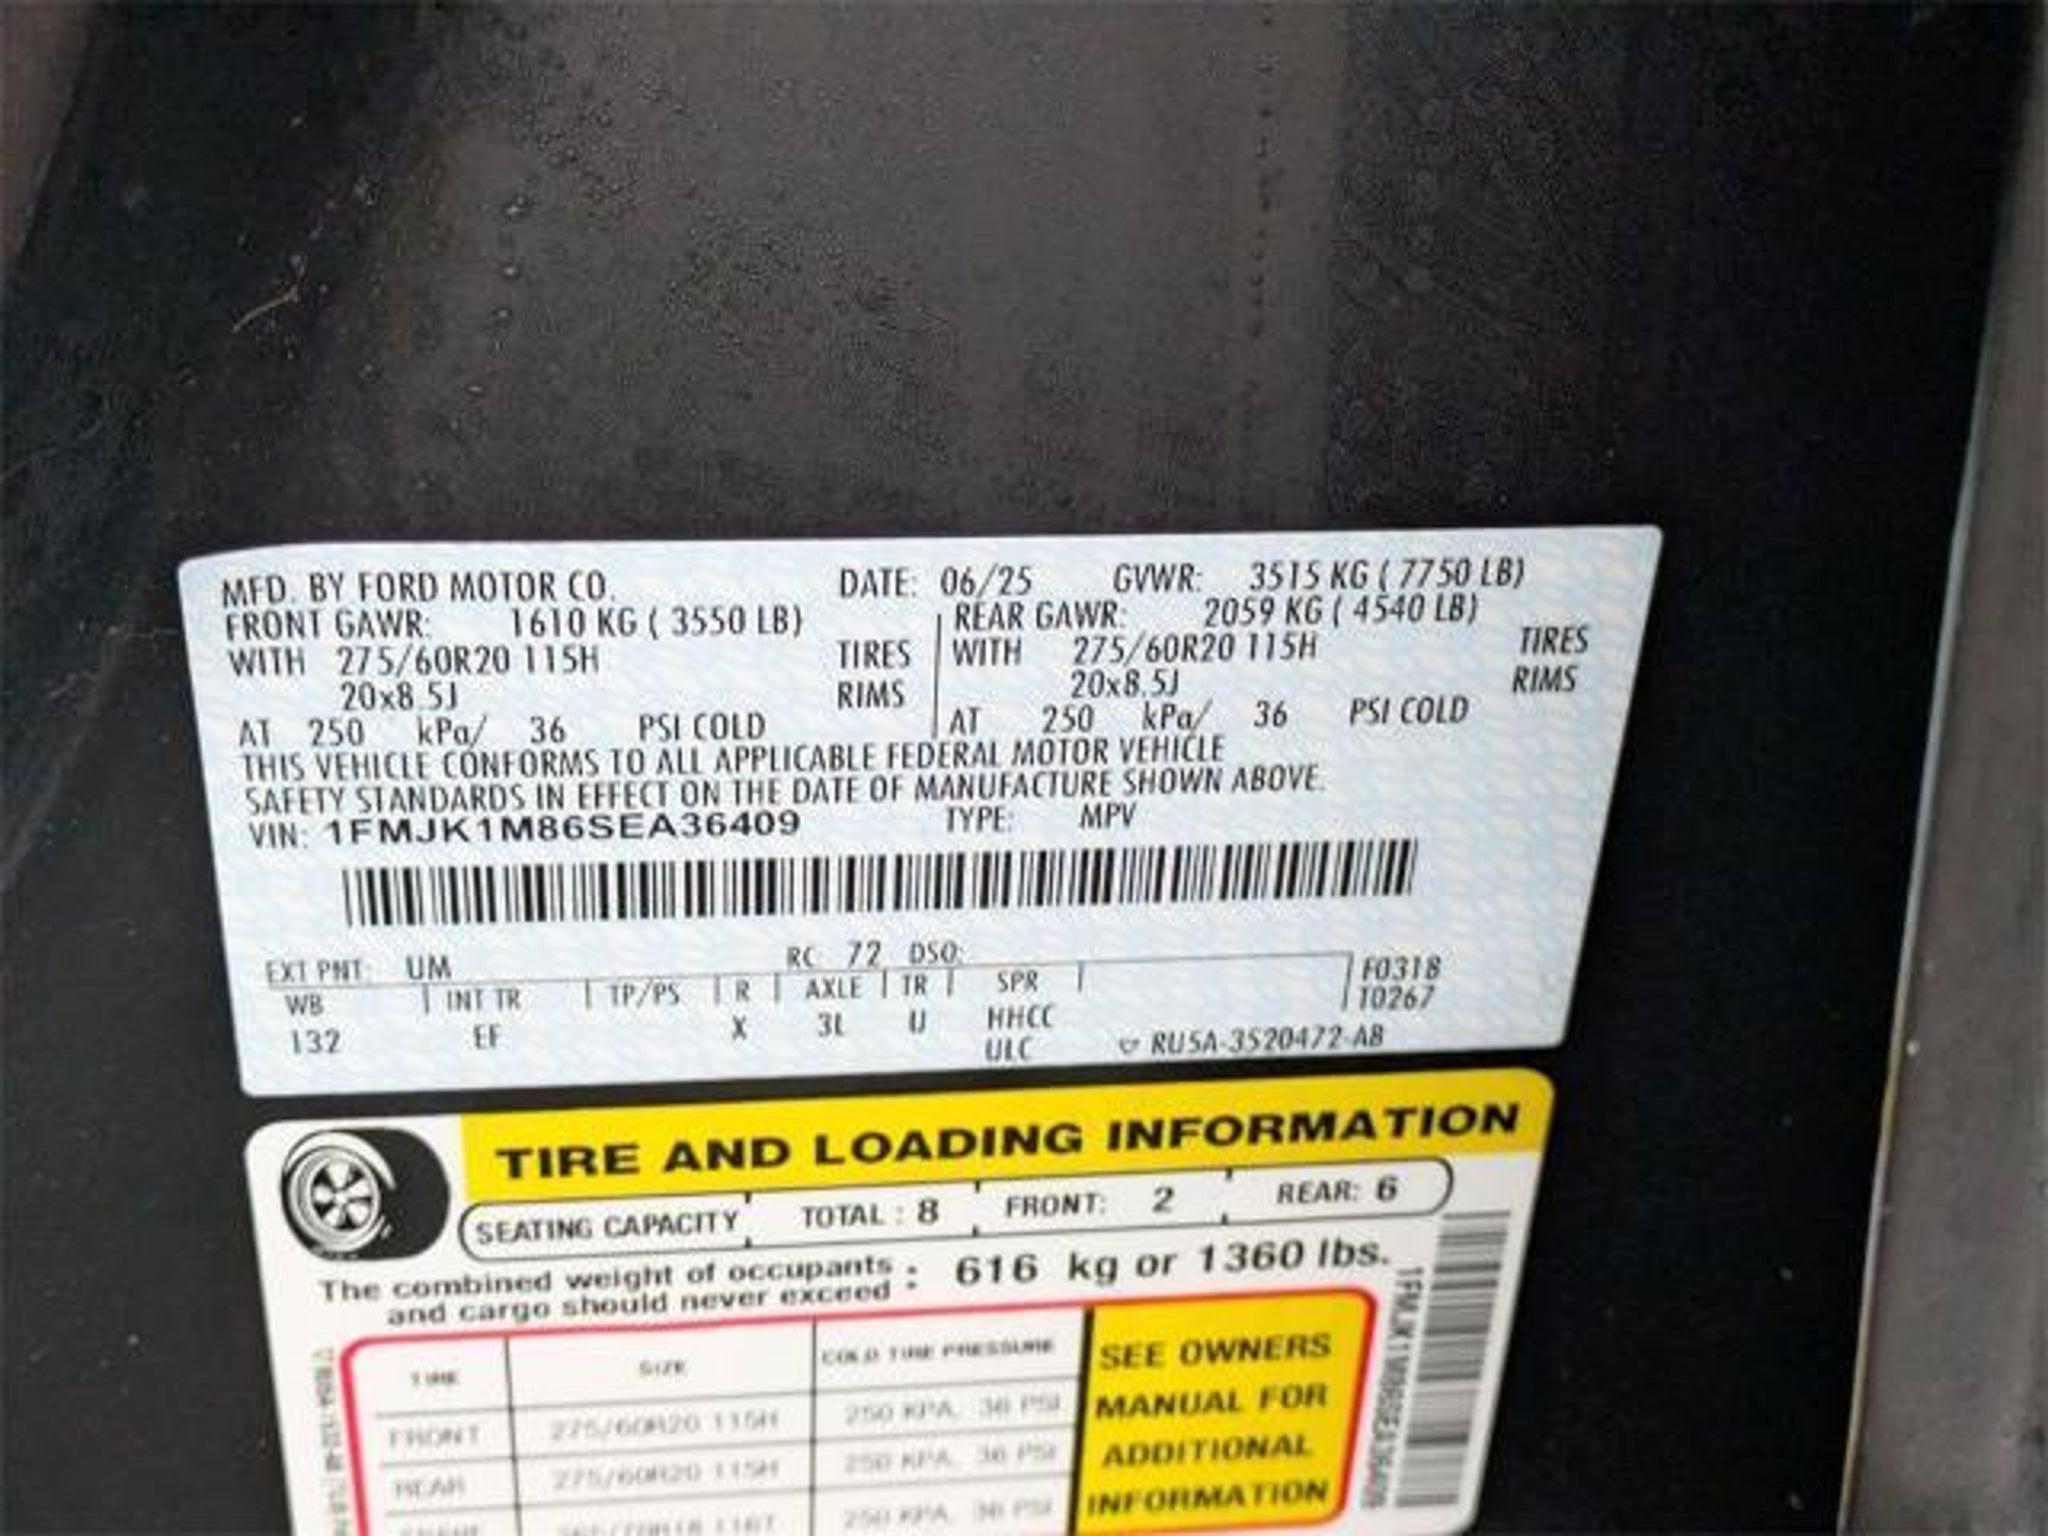 MFD. BY FORD MOTOR CO. DATE: 06/25 GVWR: 3515 KG ( 7750 LB)
FRONT GAWR: 1610 KG ( 3550 LB) REAR GAWR: 2059 KG ( 4540 LB)
WITH 275/60R20 115H TIRES WITH 275/60R20 115H TIRES
20x8.5J RIMS 20x8.5J RIMS
AT 250 kPa/ 36 PSI COLD AT 250 kPa/ 36 PSI COLD
THIS VEHICLE CONFORMS TO ALL APPLICABLE FEDERAL MOTOR VEHICLE
SAFETY STANDARDS IN EFFECT ON THE DATE OF MANUFACTURE SHOWN ABOVE.
VIN: 1FMJK1M86SEA36409 TYPE: MPV
EXT PNT: UM RC 72 DSO:
WB INT TR TP/PS R AXLE TR SPR F0318
T0267
132 EF X 3L U HHCC
ULC RU5A-3520472-AB
TIRE AND LOADING INFORMATION
SEATING CAPACITY TOTAL : 8 FRONT: 2 REAR: 6
The combined weight of occupants
and cargo should never exceed : 616 kg or 1360 lbs.
TIRE SIZE COLD TIRE PRESSURE
FRONT 275/60R20 115H 250 KPA, 36 PSI
REAR 275/60R20 115H 250 KPA, 36 PSI
250 KPA, 36 PSI
SEE OWNERS
MANUAL FOR
ADDITIONAL
INFORMATION
1FMJK1M86SEA36409